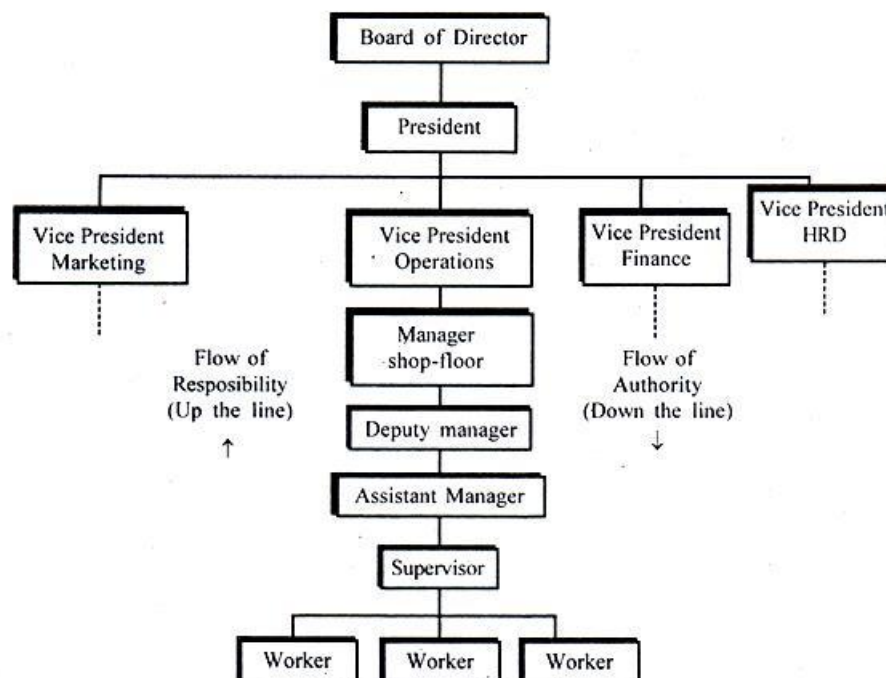 Board of Director
President
Vice President
Marketing
Vice President
Operations
Vice President
Finance
Vice President
HRD
Manager
shop-floor
Flow of
Resposibility
(Up the line)
↑
Flow of
Authority
(Down the line)
↓
Deputy manager
Assistant Manager
Supervisor
Worker
Worker
Worker